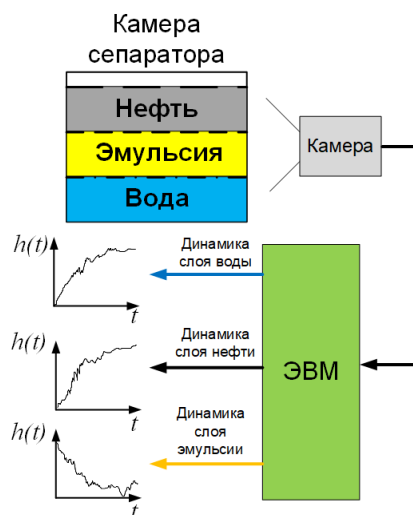 Камера
сепаратора
Нефть
Эмульсия
Вода
Камера
h(t)
t
Динамика
слоя воды
h(t)
t
Динамика
слоя нефти
h(t)
t
Динамика
слоя
эмульсии
ЭВМ